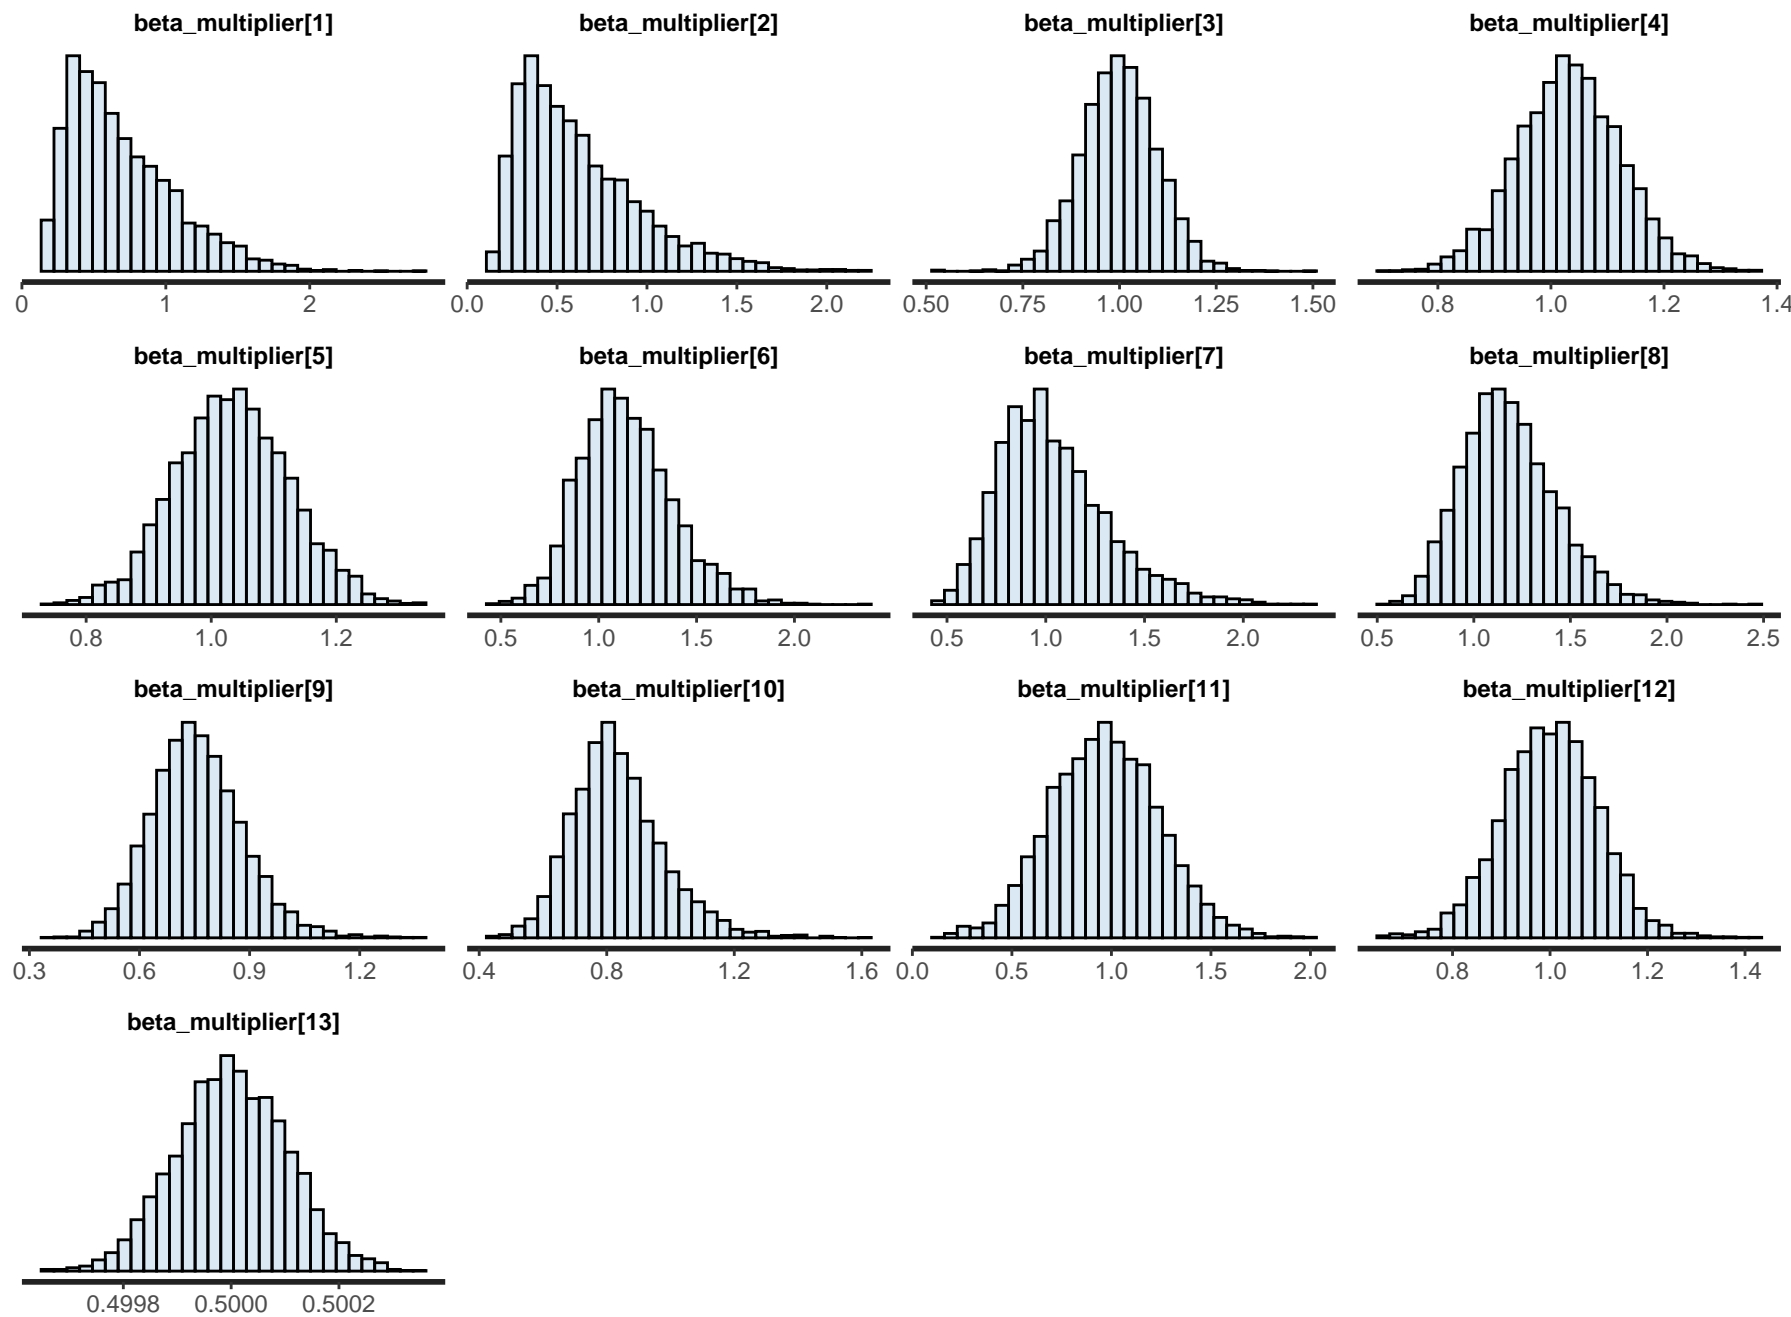 beta_multiplier[1] beta_multiplier[2] beta_multiplier[3] beta_multiplier[4]
0 1 2 0.0 0.5 1.0 1.5 2.0 0.50 0.75 1.00 1.25 1.50 0.8 1.0 1.2 1.4
beta_multiplier[5] beta_multiplier[6] beta_multiplier[7] beta_multiplier[8]
0.8 1.0 1.2 0.5 1.0 1.5 2.0 0.5 1.0 1.5 2.0 0.5 1.0 1.5 2.0 2.5
beta_multiplier[9] beta_multiplier[10] beta_multiplier[11] beta_multiplier[12]
0.3 0.6 0.9 1.2 0.4 0.8 1.2 1.6 0.0 0.5 1.0 1.5 2.0 0.8 1.0 1.2 1.4
beta_multiplier[13]
0.4998 0.5000 0.5002